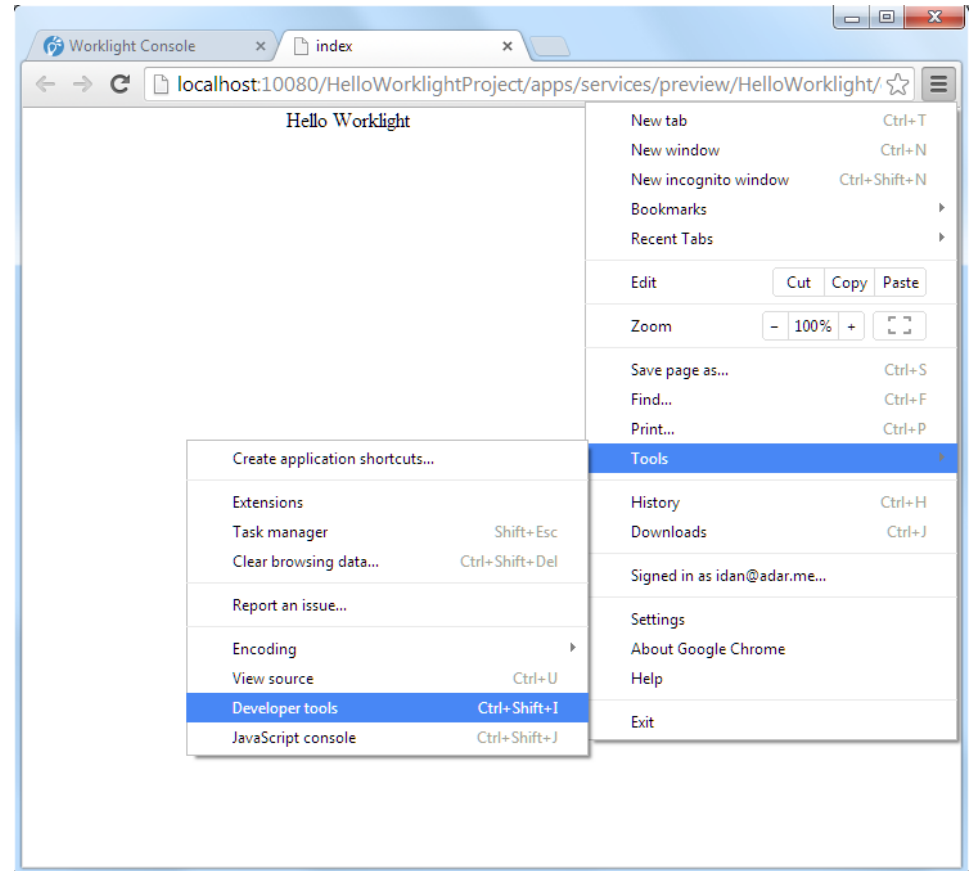 Worklight Console
index
localhost:10080/HelloWorklightProject/apps/services/preview/HelloWorklight/
Hello Worklight
New tab Ctrl+T
New window Ctrl+N
New incognito window Ctrl+Shift+N
Bookmarks
Recent Tabs
Edit Cut Copy Paste
Zoom - 100% +
Save page as... Ctrl+S
Find... Ctrl+F
Print... Ctrl+P
Tools
History Ctrl+H
Downloads Ctrl+J
Signed in as idan@adar.me...
Settings
About Google Chrome
Help
Exit
Create application shortcuts...
Extensions
Task manager Shift+Esc
Clear browsing data... Ctrl+Shift+Del
Report an issue...
Encoding
View source Ctrl+U
Developer tools Ctrl+Shift+I
JavaScript console Ctrl+Shift+J